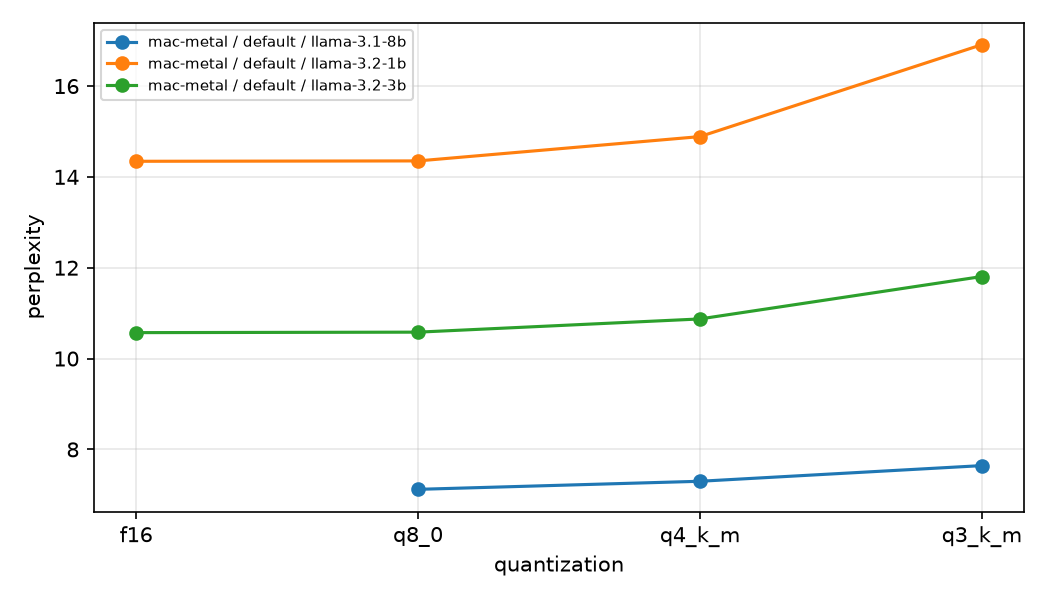 mac-metal / default / llama-3.1-8b
mac-metal / default / llama-3.2-1b
mac-metal / default / llama-3.2-3b
16
14
12
10
8
perplexity
f16 q8_0 q4_k_m q3_k_m
quantization